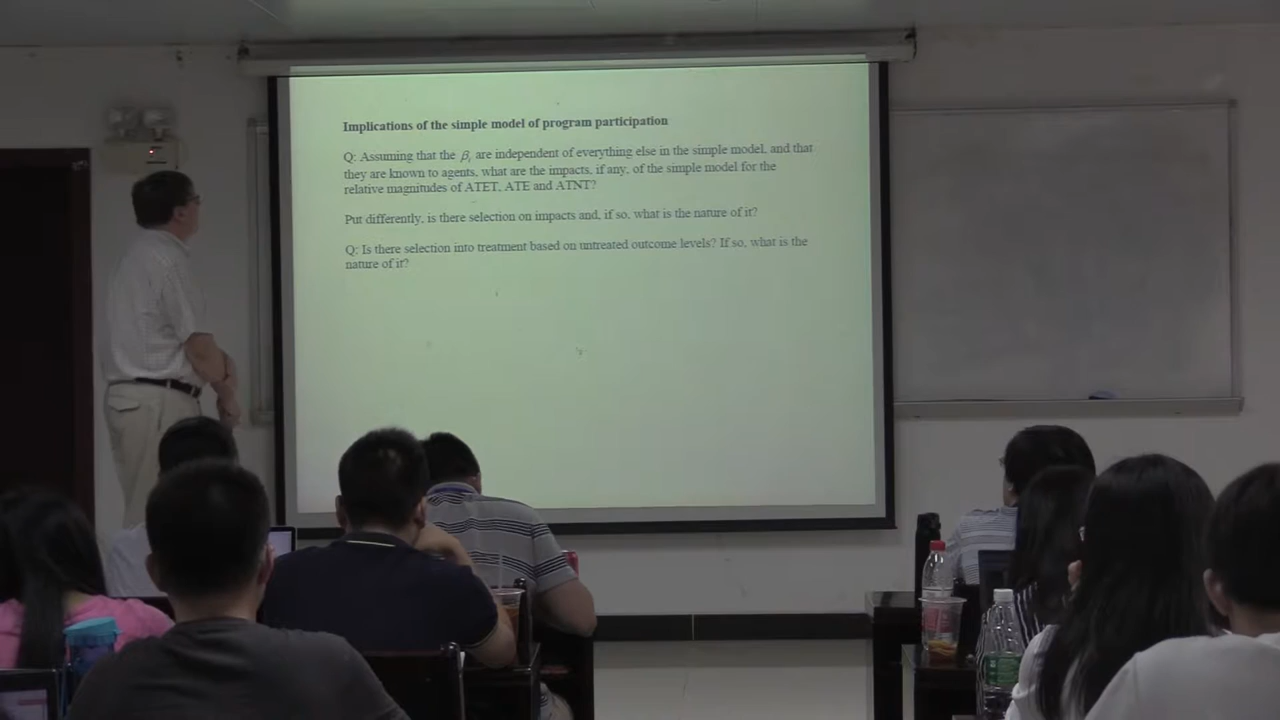 Implications of the simple model of program participation
Q: Assuming that the βᵢ are independent of everything else in the simple model, and that
they are known to agents, what are the impacts, if any, of the simple model for the
relative magnitudes of ATET, ATE and ATNT?
Put differently, is there selection on impacts and, if so, what is the nature of it?
Q: Is there selection into treatment based on untreated outcome levels? If so, what is the
nature of it?